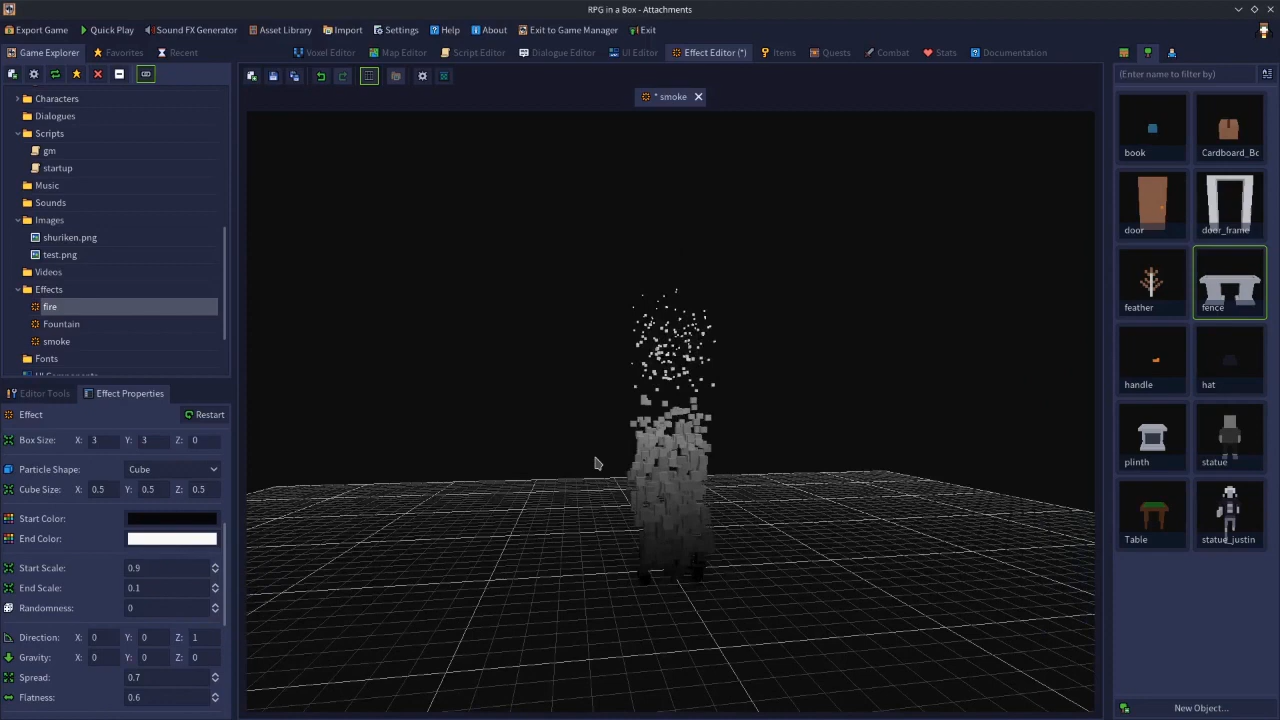 RPG in a Box - Attachments
Export Game Quick Play Sound FX Generator Asset Library Import Settings Help About Exit to Game Manager Exit
Game Explorer Favorites Recent
Voxel Editor Map Editor Script Editor Dialogue Editor UI Editor Effect Editor (*) Items Quests Combat Stats Documentation
(Enter name to filter by)
* smoke
Characters
Dialogues
Scripts
gm
startup
Music
Sounds
Images
shuriken.png
test.png
Videos
Effects
fire
Fountain
smoke
Fonts
UI Components
Editor Tools Effect Properties
Effect Restart
Box Size: X: 3 Y: 3 Z: 0
Particle Shape: Cube
Cube Size: X: 0.5 Y: 0.5 Z: 0.5
Start Color:
End Color:
Start Scale: 0.9
End Scale: 0.1
Randomness: 0
Direction: X: 0 Y: 0 Z: 1
Gravity: X: 0 Y: 0 Z: 0
Spread: 0.7
Flatness: 0.6
book Cardboard_Bc
door door_frame
feather fence
handle hat
plinth statue
Table statue_justin
New Object...